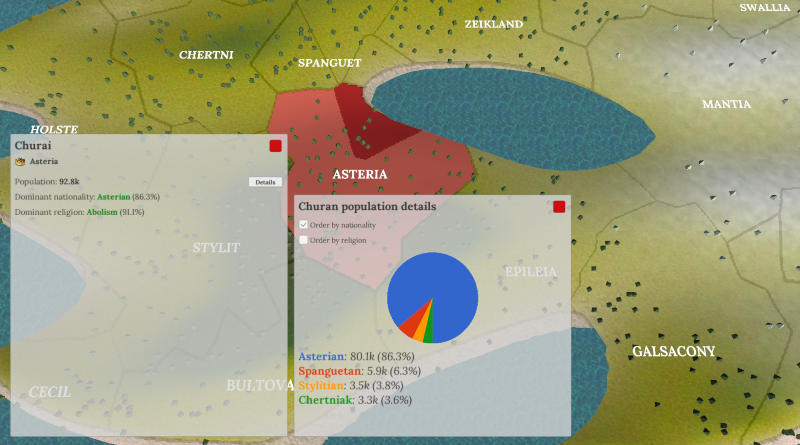 SWALLIA
ZEIKLAND
CHERTNI
SPANGUET
MANTIA
HOLSTE
Churai
Asteria
ASTERIA
Population: 92.8k
Details
Dominant nationality: Asterian (86.3%)
Dominant religion: Abolism (91.1%)
Churan population details
Order by nationality
Order by religion
STYLIT
EPILEIA
GALSACONY
Asterian: 80.1k (86.3%)
Spanguetan: 5.9k (6.3%)
Stylitian: 3.5k (3.8%)
Chertniak: 3.3k (3.6%)
CECIL
BULTOVA